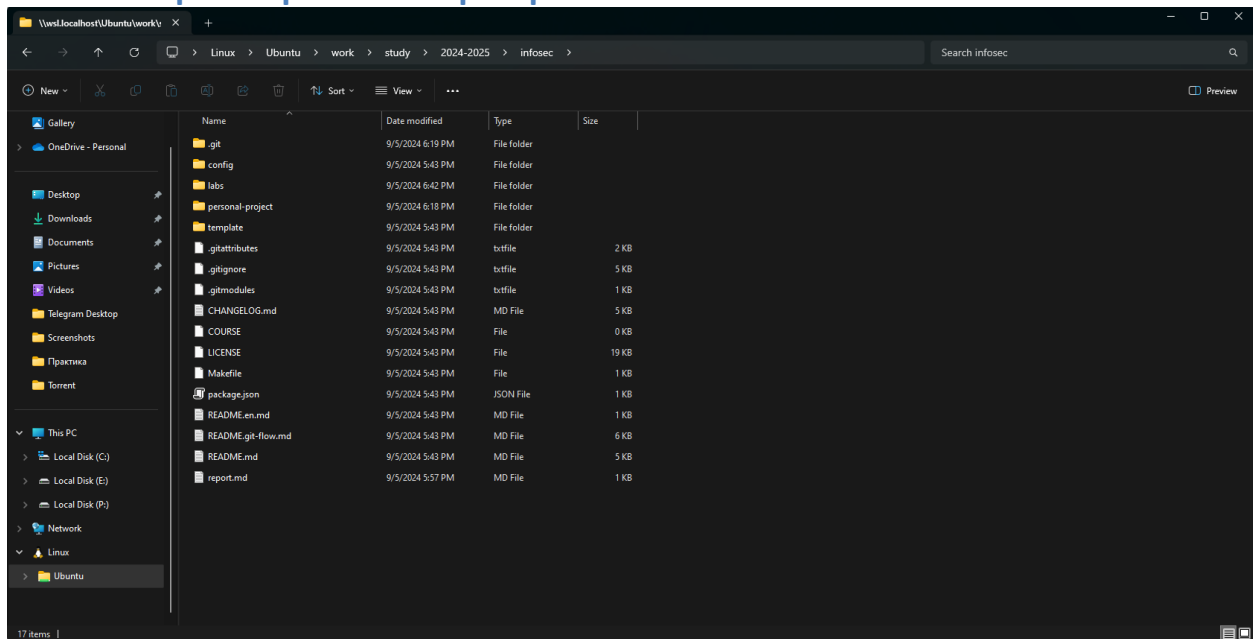 \\wsl.localhost\Ubuntu\work\
Linux > Ubuntu > work > study > 2024-2025 > infosec >
Search infosec
New
Sort
View
Preview
Gallery
OneDrive - Personal
Desktop
Downloads
Documents
Pictures
Videos
Telegram Desktop
Screenshots
Практика
Torrent
This PC
Local Disk (C:)
Local Disk (E:)
Local Disk (P:)
Network
Linux
Ubuntu
Name Date modified Type Size
.git 9/5/2024 6:19 PM File folder
config 9/5/2024 5:43 PM File folder
labs 9/5/2024 6:42 PM File folder
personal-project 9/5/2024 6:18 PM File folder
template 9/5/2024 5:43 PM File folder
.gitattributes 9/5/2024 5:43 PM txtfile 2 KB
.gitignore 9/5/2024 5:43 PM txtfile 5 KB
.gitmodules 9/5/2024 5:43 PM txtfile 1 KB
CHANGELOG.md 9/5/2024 5:43 PM MD File 5 KB
COURSE 9/5/2024 5:43 PM File 0 KB
LICENSE 9/5/2024 5:43 PM File 19 KB
Makefile 9/5/2024 5:43 PM File 1 KB
package.json 9/5/2024 5:43 PM JSON File 1 KB
README.en.md 9/5/2024 5:43 PM MD File 1 KB
README.git-flow.md 9/5/2024 5:43 PM MD File 6 KB
README.md 9/5/2024 5:43 PM MD File 5 KB
report.md 9/5/2024 5:57 PM MD File 1 KB
17 items